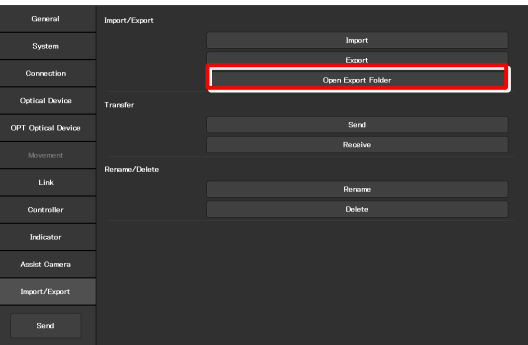 General
System
Connection
Optical Device
OPT Optical Device
Movement
Link
Controller
Indicator
Assist Camera
Import/Export
Send
Import/Export
Import
Export
Open Export Folder
Transfer
Send
Receive
Rename/Delete
Rename
Delete